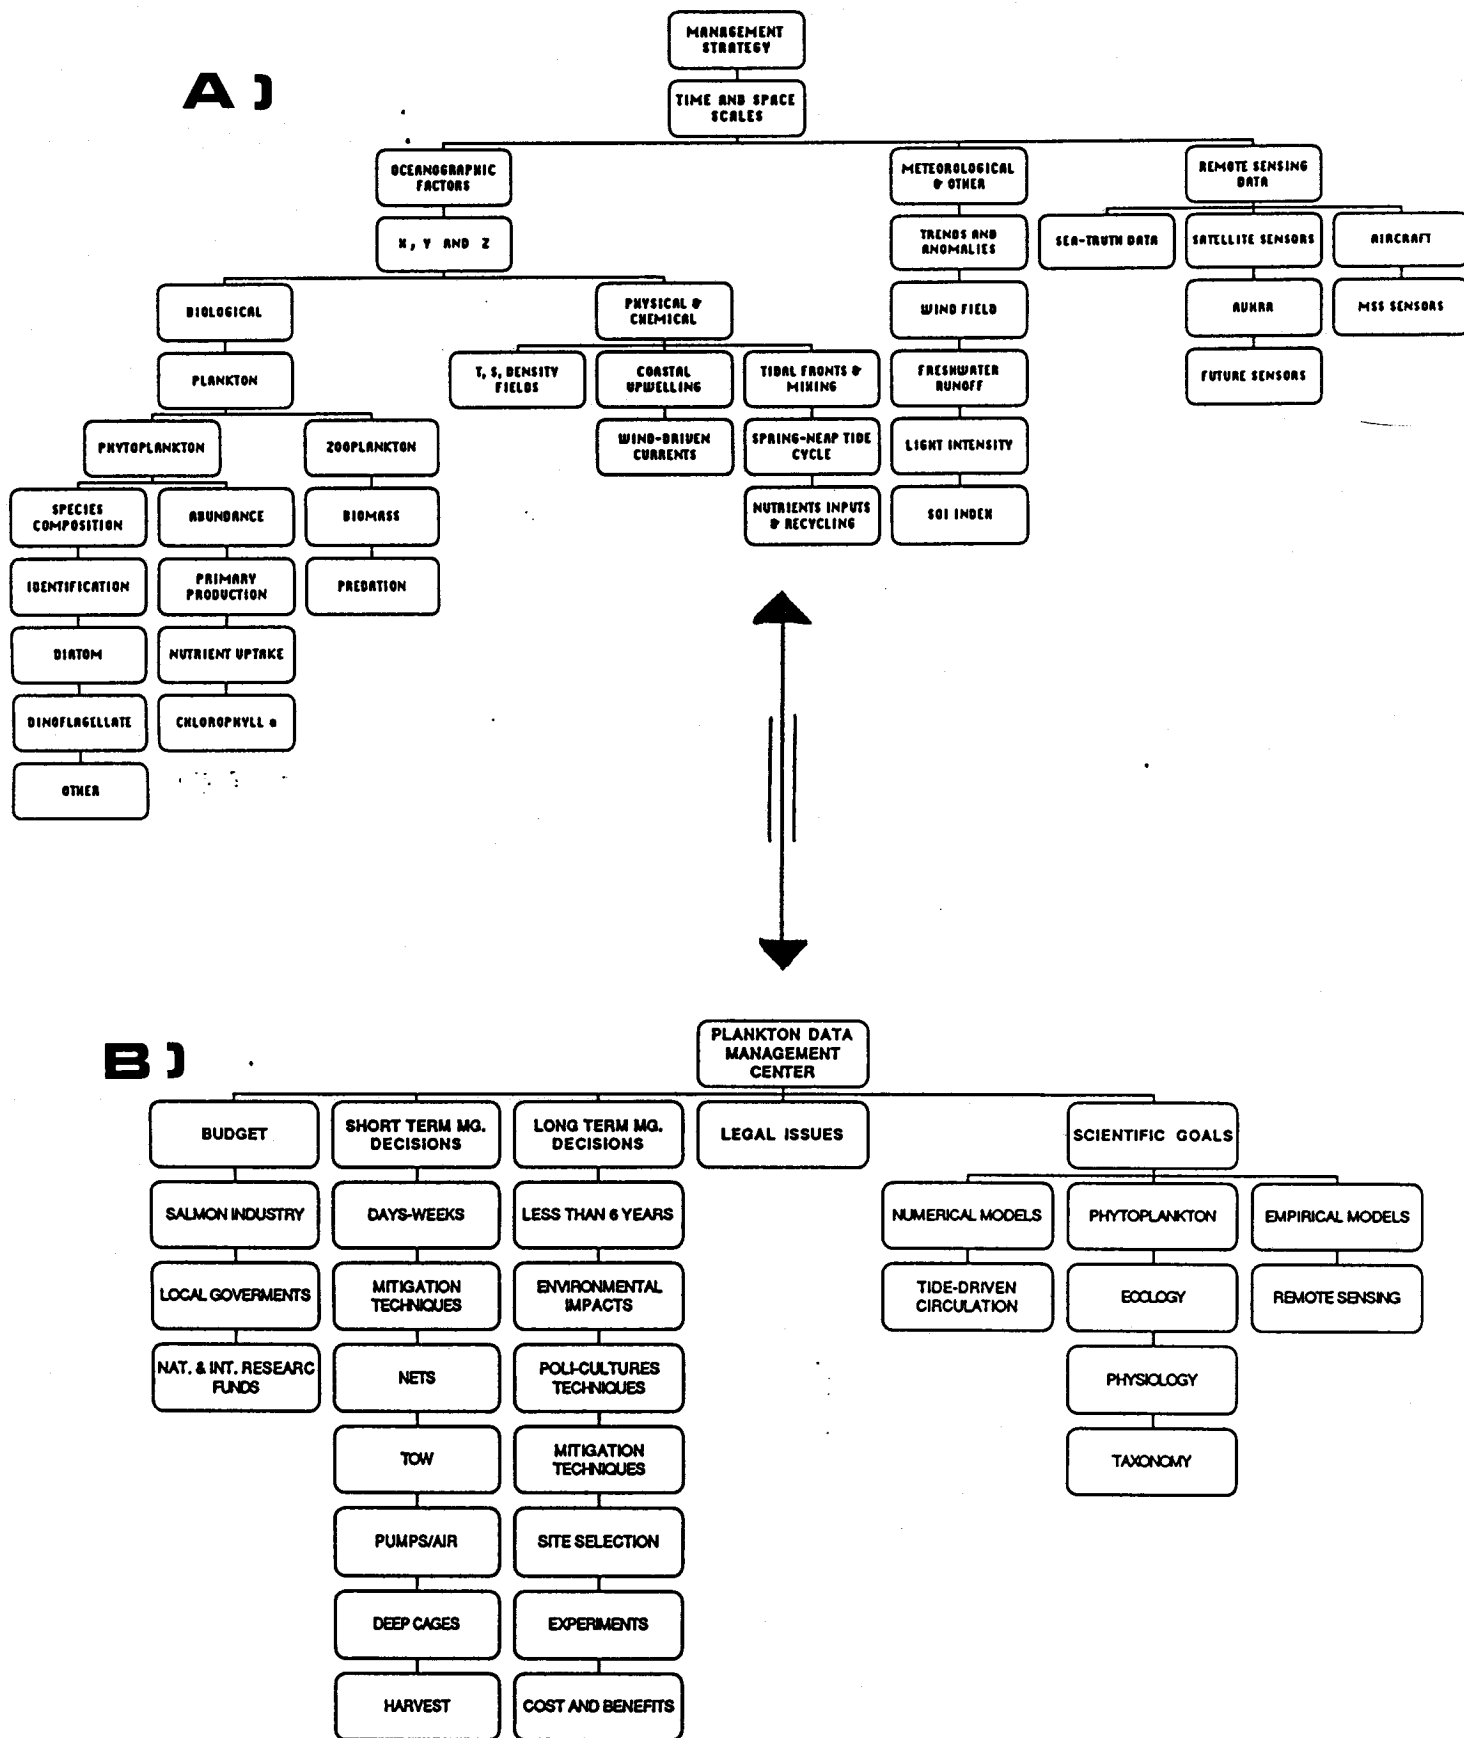 A)
MANAGEMENT
STRATEGY
TIME AND SPACE
SCALES
OCEANOGRAPHIC
FACTORS
METEOROLOGICAL
& OTHER
REMOTE SENSING
DATA
X, Y AND Z
TRENDS AND
ANOMALIES
SEA-TRUTH DATA
SATELLITE SENSORS
AIRCRAFT
BIOLOGICAL
PHYSICAL &
CHEMICAL
WIND FIELD
AVHRR
MSS SENSORS
PLANKTON
T, S, DENSITY
FIELDS
COASTAL
UPWELLING
TIDAL FRONTS &
MIXING
FRESHWATER
RUNOFF
FUTURE SENSORS
PHYTOPLANKTON
ZOOPLANKTON
WIND-DRIVEN
CURRENTS
SPRING-NEAP TIDE
CYCLE
LIGHT INTENSITY
SPECIES
COMPOSITION
ABUNDANCE
BIOMASS
NUTRIENTS INPUTS
& RECYCLING
SOI INDEX
IDENTIFICATION
PRIMARY
PRODUCTION
PREDATION
DIATOM
NUTRIENT UPTAKE
DINOFLAGELLATE
CHLOROPHYLL a
OTHER
B)
PLANKTON DATA
MANAGEMENT
CENTER
BUDGET
SHORT TERM MG.
DECISIONS
LONG TERM MG.
DECISIONS
LEGAL ISSUES
SCIENTIFIC GOALS
SALMON INDUSTRY
DAYS-WEEKS
LESS THAN 6 YEARS
NUMERICAL MODELS
PHYTOPLANKTON
EMPIRICAL MODELS
LOCAL GOVERMENTS
MITIGATION
TECHNIQUES
ENVIRONMENTAL
IMPACTS
TIDE-DRIVEN
CIRCULATION
ECOLOGY
REMOTE SENSING
NAT. & INT. RESEARC
FUNDS
NETS
POLI-CULTURES
TECHNIQUES
PHYSIOLOGY
TOW
MITIGATION
TECHNIQUES
TAXONOMY
PUMPS/AIR
SITE SELECTION
DEEP CAGES
EXPERIMENTS
HARVEST
COST AND BENEFITS